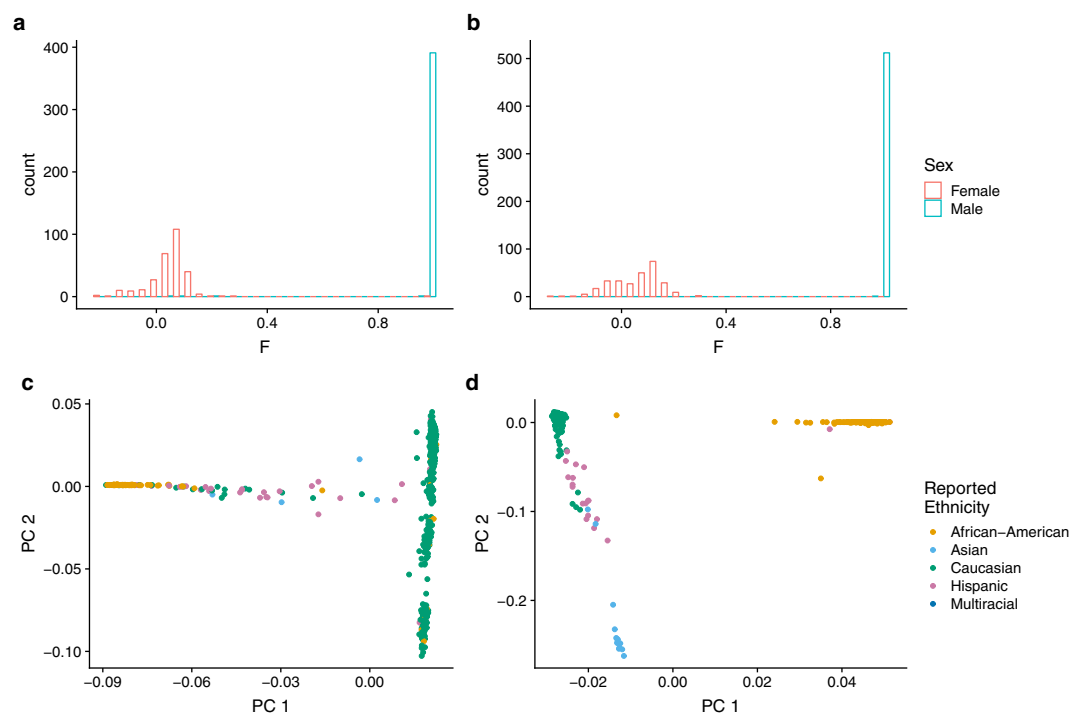 a
400
300
200
100
0
count
0.0 0.4 0.8
F
b
500
400
300
200
100
0
count
0.0 0.4 0.8
F
Sex
Female
Male
c
0.05
0.00
−0.05
−0.10
PC 2
−0.09 −0.06 −0.03 0.00
PC 1
d
0.0
−0.1
−0.2
PC 2
−0.02 0.00 0.02 0.04
PC 1
Reported
Ethnicity
African−American
Asian
Caucasian
Hispanic
Multiracial